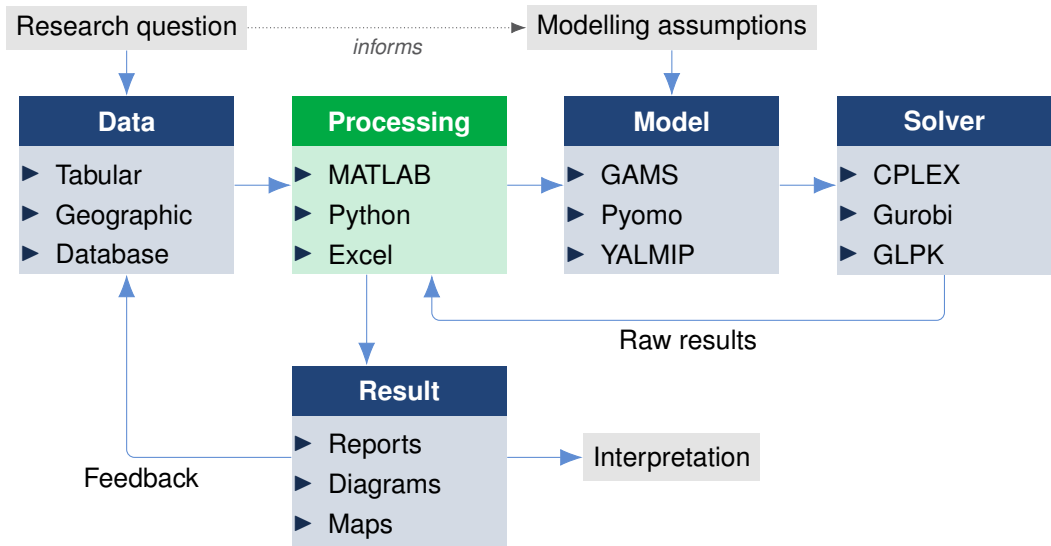 Research question
informs
Modelling assumptions
Data
Tabular
Geographic
Database
Processing
MATLAB
Python
Excel
Model
GAMS
Pyomo
YALMIP
Solver
CPLEX
Gurobi
GLPK
Raw results
Result
Reports
Diagrams
Maps
Feedback
Interpretation